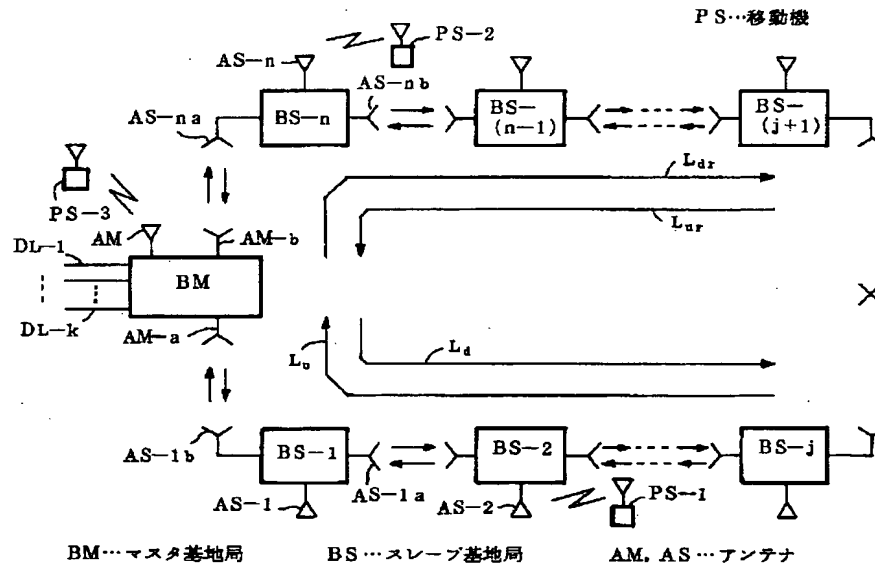 PS…移動機
AS-n
PS-2
AS-nb
AS-na
BS-n
BS-
(n-1)
BS-
(j+1)
Ldr
PS-3
Lur
AM
AM-b
DL-1
BM
DL-k
AM-a
Lu
Ld
AS-1b
BS-1
BS-2
BS-j
AS-1a
AS-1
AS-2
PS-1
BM…マスタ基地局 BS…スレーブ基地局 AM, AS…アンテナ